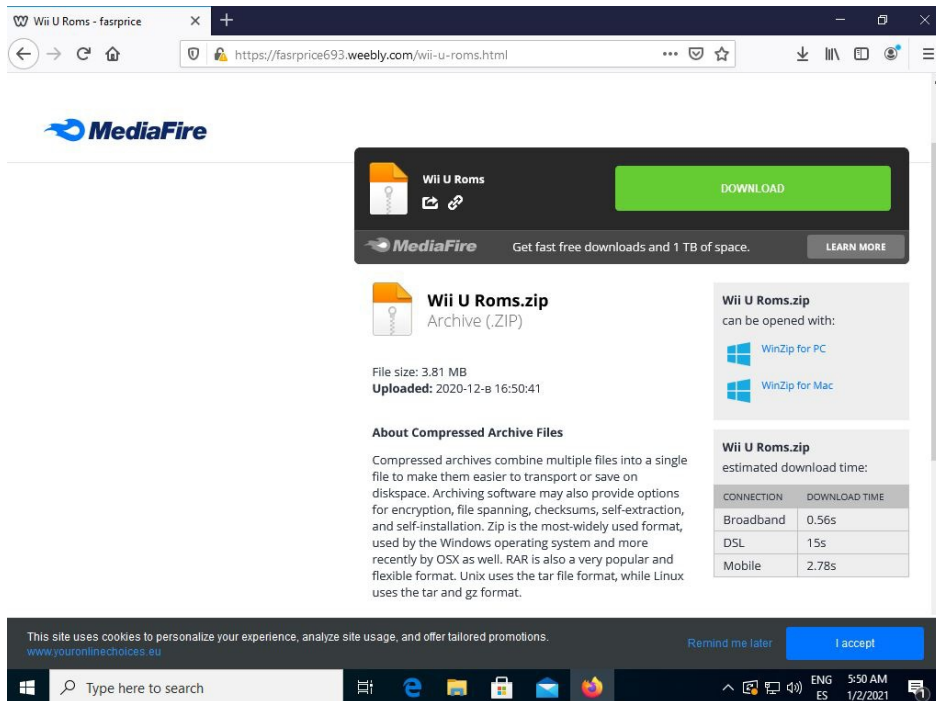 Wii U Roms - fasrprice
https://fasrprice693.weebly.com/wii-u-roms.html
MediaFire
Wii U Roms
DOWNLOAD
MediaFire
Get fast free downloads and 1 TB of space.
LEARN MORE
Wii U Roms.zip
Archive (.ZIP)
File size: 3.81 MB
Uploaded: 2020-12-в 16:50:41
About Compressed Archive Files
Compressed archives combine multiple files into a single
file to make them easier to transport or save on
diskspace. Archiving software may also provide options
for encryption, file spanning, checksums, self-extraction,
and self-installation. Zip is the most-widely used format,
used by the Windows operating system and more
recently by OSX as well. RAR is also a very popular and
flexible format. Unix uses the tar file format, while Linux
uses the tar and gz format.
Wii U Roms.zip
can be opened with:
WinZip for PC
WinZip for Mac
Wii U Roms.zip
estimated download time:
CONNECTION DOWNLOAD TIME
Broadband 0.56s
DSL 15s
Mobile 2.78s
This site uses cookies to personalize your experience, analyze site usage, and offer tailored promotions.
www.youronlinechoices.eu
Remind me later
I accept
Type here to search
ENG
ES
5:50 AM
1/2/2021
1